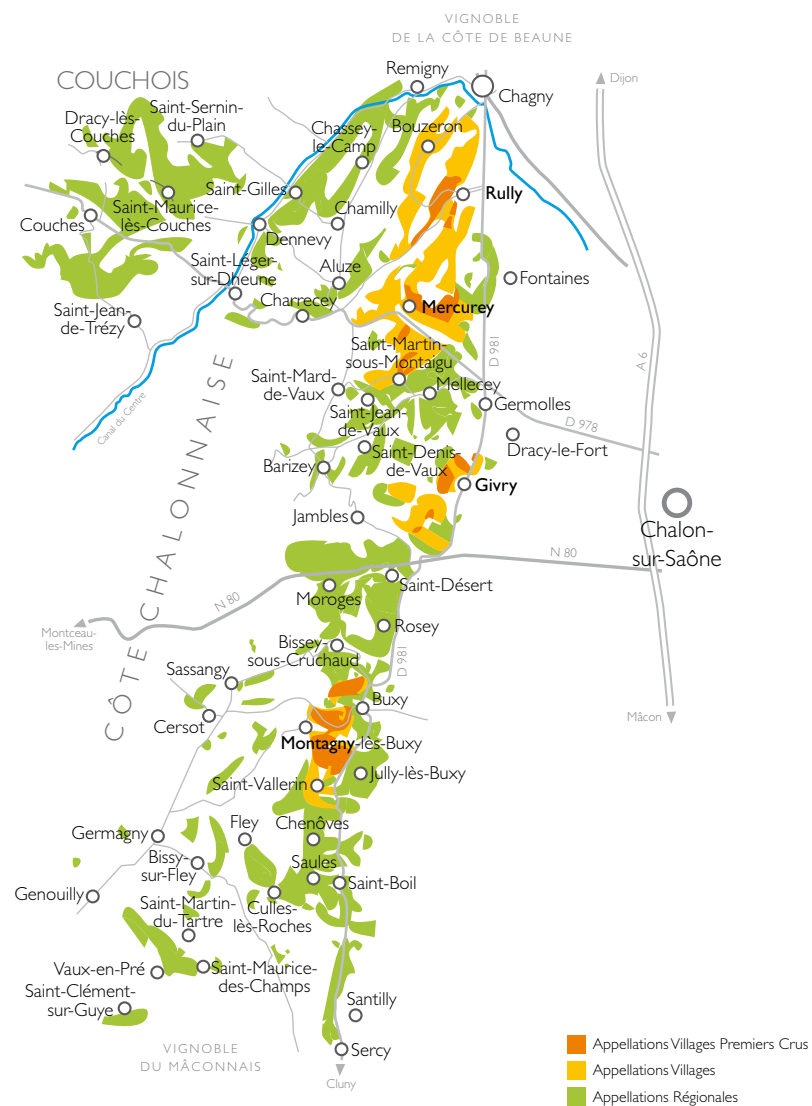 VIGNOBLE
DE LA CÔTE DE BEAUNE
COUCHOIS
Remigny
Chagny
Dijon
Saint-Sernin-
du-Plain
Dracy-lès-
Couches
Chassey-
le-Camp
Bouzeron
Saint-Gilles
Rully
Saint-Maurice-
lès-Couches
Couches
Chamilly
Dennevy
Saint-Léger-
sur-Dheune
Aluze
Fontaines
Charrecey
Mercurey
Saint-Jean-
de-Trézy
D 981
A 6
Saint-Martin-
sous-Montaigu
Saint-Mard-
de-Vaux
Mellecey
Germolles
Canal du Centre
Saint-Jean-
de-Vaux
D 978
Dracy-le-Fort
Saint-Denis-
de-Vaux
Barizey
Givry
Jambles
Chalon-
sur-Saône
CÔTE CHALONNAISE
N 80
Saint-Désert
Moroges
N 80
Montceau-
les-Mines
Rosey
Bissey-
sous-Cruchaud
D 981
Sassangy
Buxy
Cersot
Mâcon
Montagny-lès-Buxy
Jully-lès-Buxy
Saint-Vallerin
Germagny
Fley
Chenôves
Bissy-
sur-Fley
Saules
Saint-Boil
Genouilly
Saint-Martin-
du-Tartre
Culles-
lès-Roches
Vaux-en-Pré
Saint-Maurice-
des-Champs
Saint-Clément-
sur-Guye
Santilly
VIGNOBLE
DU MÂCONNAIS
Sercy
Cluny
Appellations Villages Premiers Crus
Appellations Villages
Appellations Régionales